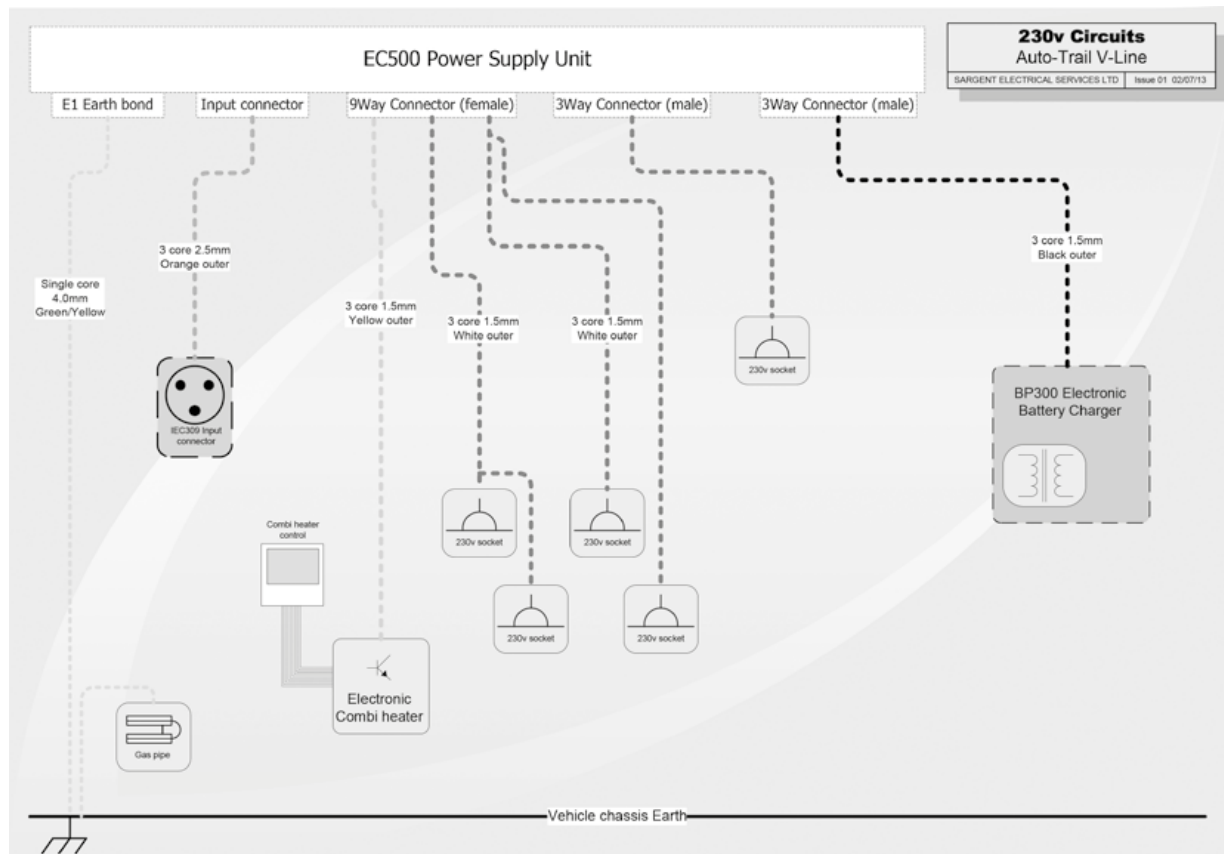 230v Circuits
Auto-Trail V-Line
SARGENT ELECTRICAL SERVICES LTD Issue 01 02/07/13
EC500 Power Supply Unit
E1 Earth bond
Input connector
9Way Connector (female)
3Way Connector (male)
3Way Connector (male)
3 core 2.5mm
Orange outer
3 core 1.5mm
Black outer
Single core
4.0mm
Green/Yellow
3 core 1.5mm
Yellow outer
3 core 1.5mm
White outer
3 core 1.5mm
White outer
230v socket
BP300 Electronic
Battery Charger
IEC309 Input
connector
Combi heater
control
230v socket
230v socket
230v socket
230v socket
Electronic
Combi heater
Gas pipe
Vehicle chassis Earth